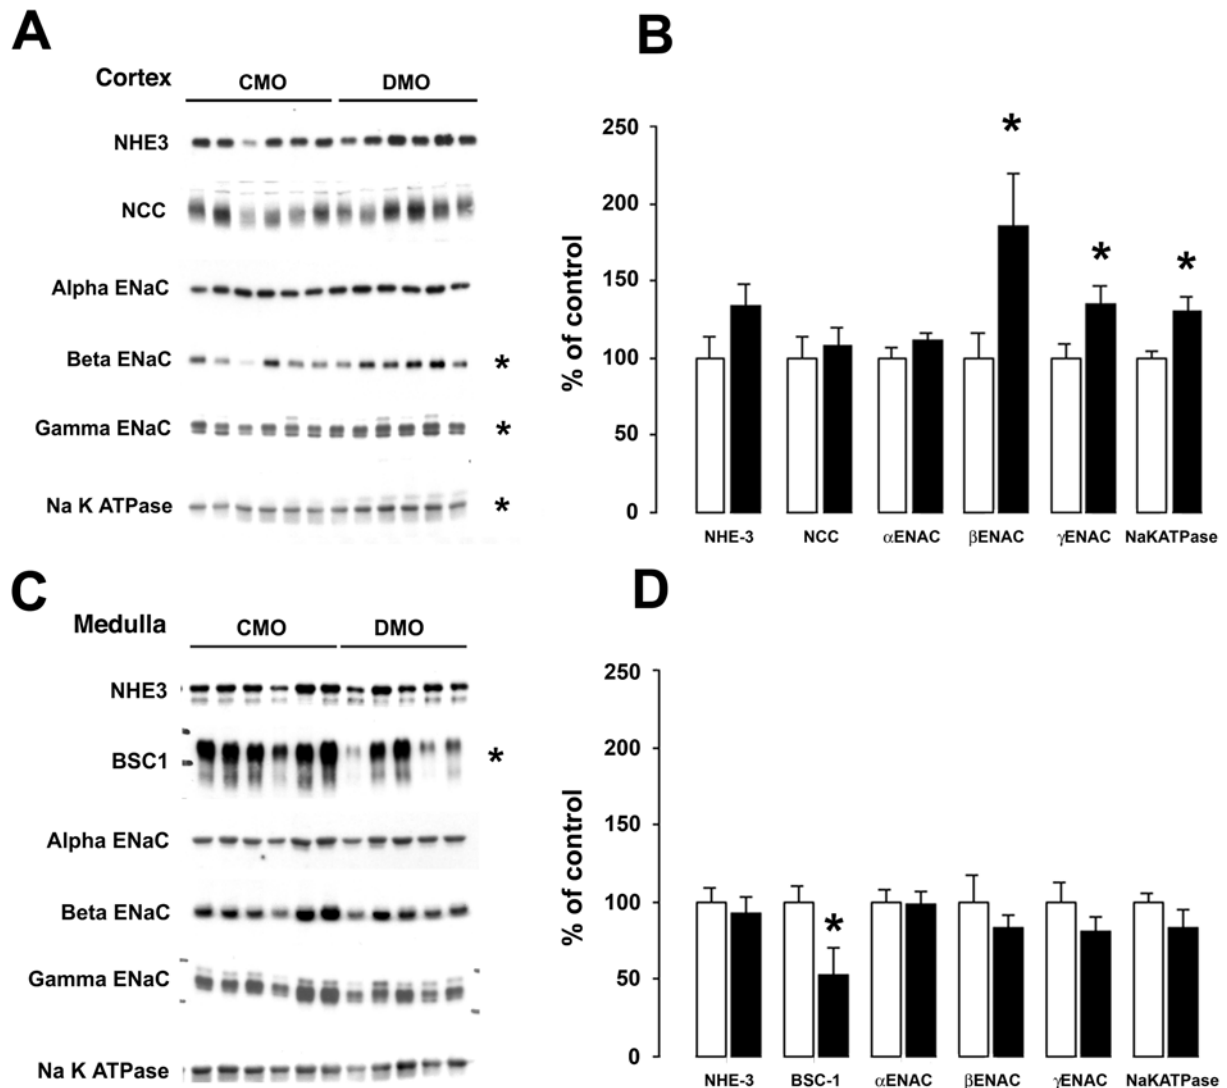 A
Cortex
CMO
DMO
NHE3
NCC
Alpha ENaC
Beta ENaC
*
Gamma ENaC
*
Na K ATPase
*
B
% of control
250
200
150
100
50
0
*
*
*
NHE-3
NCC
αENAC
βENAC
γENAC
NaKATPase
C
Medulla
CMO
DMO
NHE3
BSC1
*
Alpha ENaC
Beta ENaC
Gamma ENaC
Na K ATPase
D
% of control
250
200
150
100
50
0
*
NHE-3
BSC-1
αENAC
βENAC
γENAC
NaKATPase